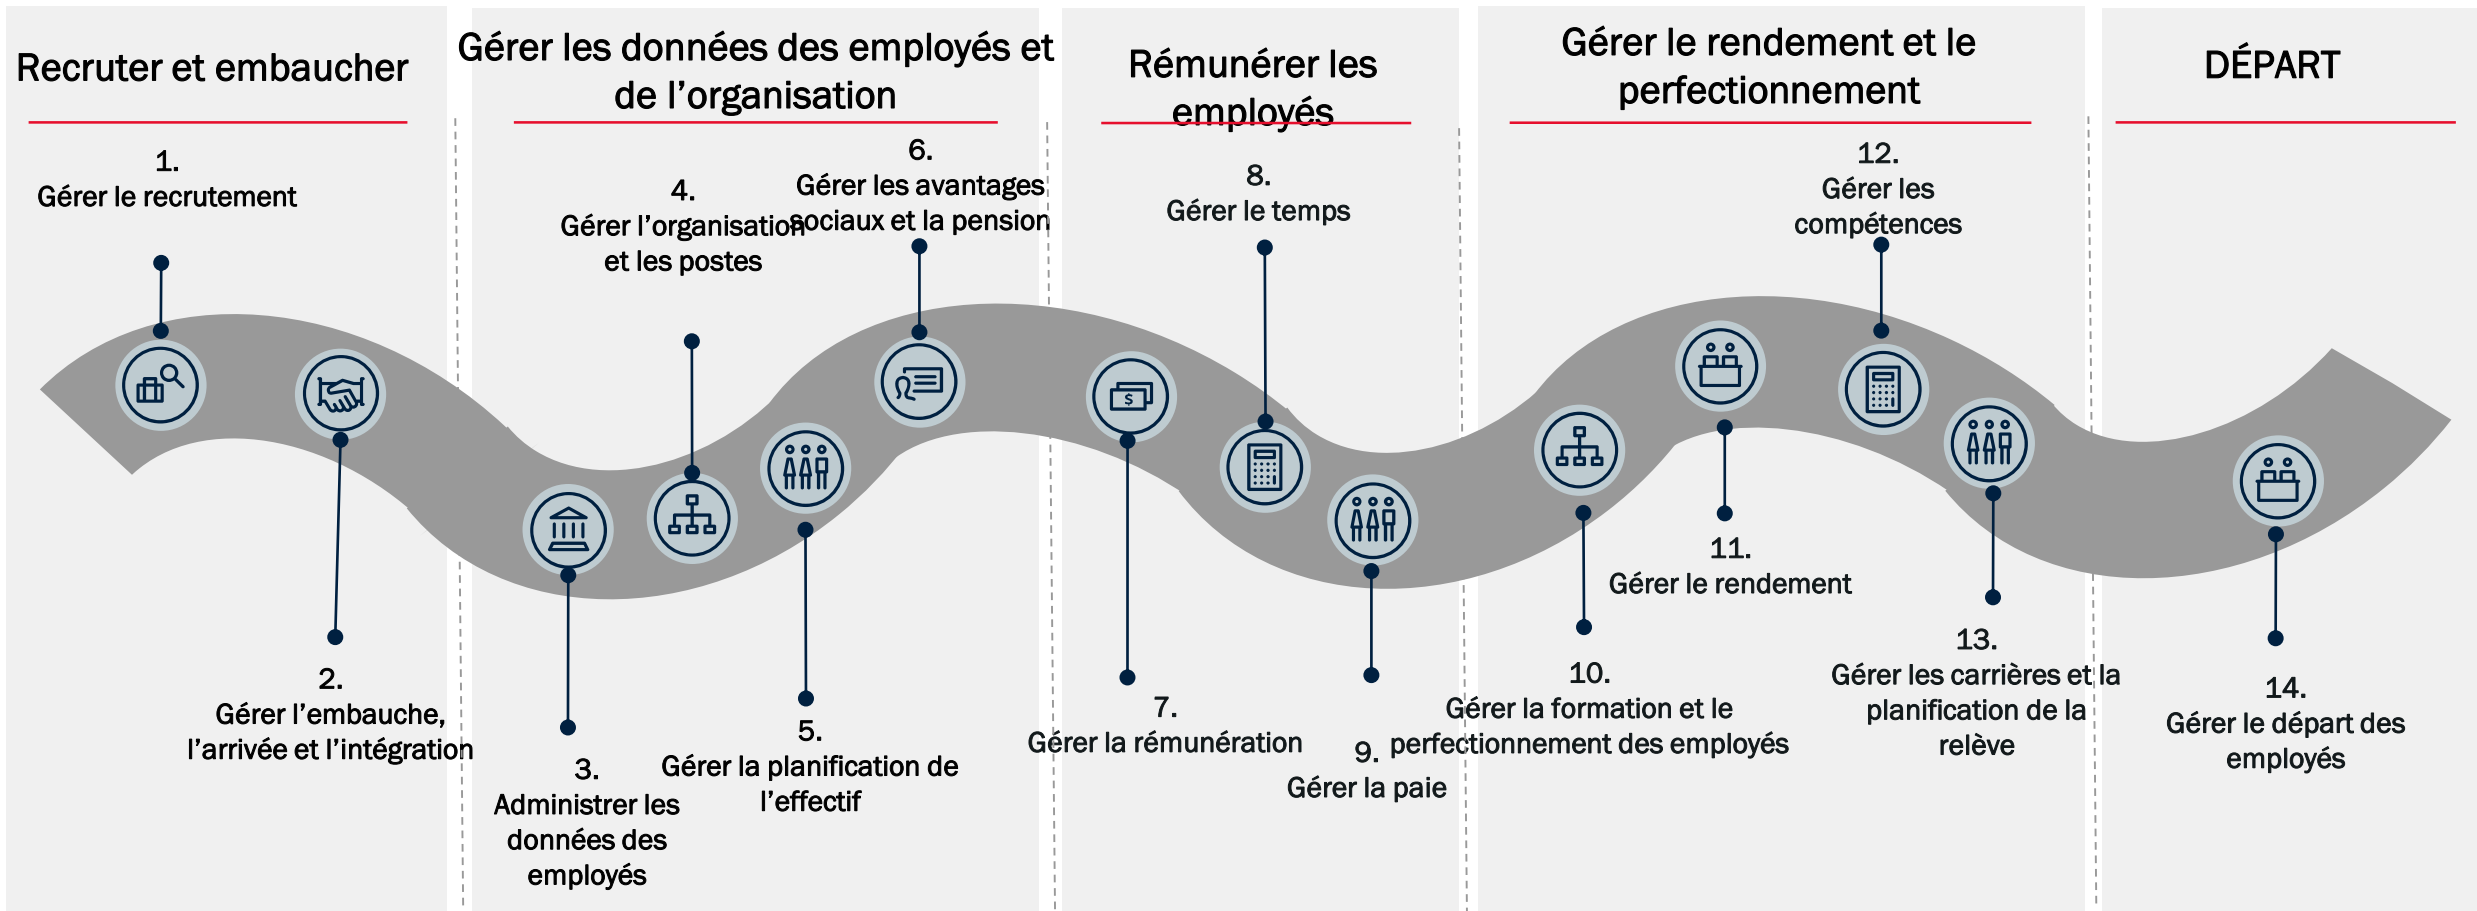 Recruter et embaucher
1.
Gérer le recrutement
2.
Gérer l’embauche,
l’arrivée et l’intégration
Gérer les données des employés et
de l’organisation
3.
Administrer les
données des
employés
4.
Gérer l’organisation
et les postes
5.
Gérer la planification de
l’effectif
6.
Gérer les avantages
sociaux et la pension
Rémunérer les
employés
$
7.
Gérer la rémunération
8.
Gérer le temps
9.
Gérer la paie
Gérer le rendement et le
perfectionnement
10.
Gérer la formation et le
perfectionnement des employés
11.
Gérer le rendement
12.
Gérer les
compétences
13.
Gérer les carrières et la
planification de la
relève
DÉPART
14.
Gérer le départ des
employés